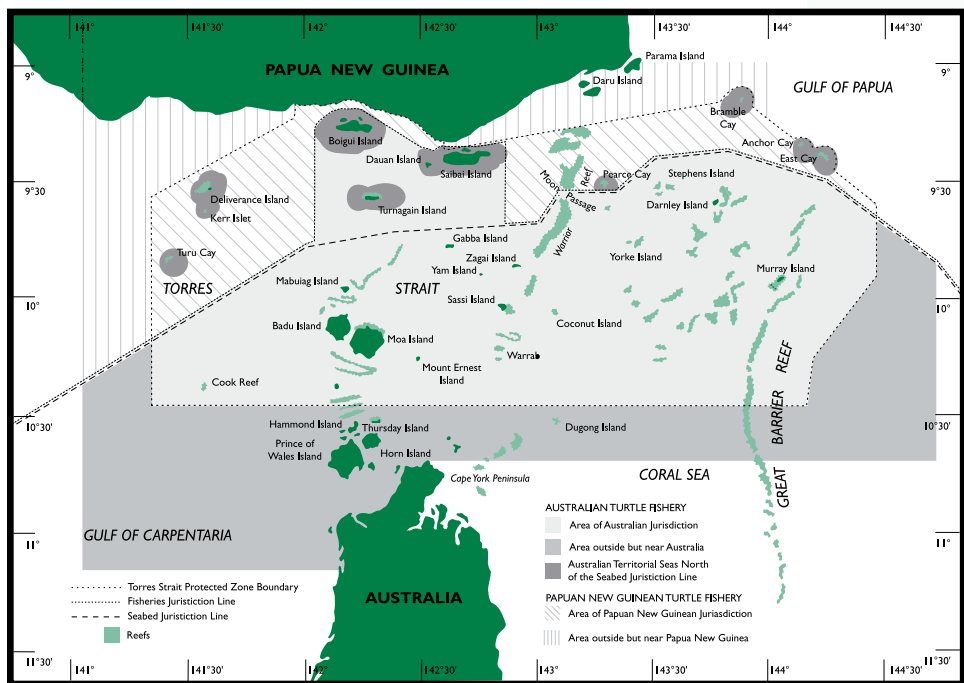 141°
141°30'
142°
142°30'
143°
143°30'
144°
144°30'
9°
9°
PAPUA NEW GUINEA
Parama Island
Daru Island
GULF OF PAPUA
Bramble
Cay
Boigui Island
Anchor Cay
East Cay
Dauan Island
Saibai Island
Moon
Passage
Warrior
Reef
Pearce Cay
Stephens Island
9°30'
9°30'
Deliverance Island
Kerr Islet
Turnagain Island
Darnley Island
Gabba Island
Turu Cay
Zagai Island
Yam Island
Yorke Island
Murray Island
Mabuiag Island
TORRES
STRAIT
10°
10°
Sassi Island
Badu Island
Coconut Island
Moa Island
Warrab
Mount Ernest
Island
Cook Reef
10°30'
10°30'
Hammond Island
Thursday Island
Dugong Island
Prince of
Wales Island
Horn Island
Cape York Peninsula
CORAL SEA
GREAT BARRIER REEF
GULF OF CARPENTARIA
11°
11°
AUSTRALIA
AUSTRALIAN TURTLE FISHERY
Area of Australian Jurisdiction
Area outside but near Australia
Australian Territorial Seas North
of the Seabed Juristiction Line
PAPUAN NEW GUINEAN TURTLE FISHERY
Area of Papuan New Guinean Juriasdiction
Area outside but near Papua New Guinea
Torres Strait Protected Zone Boundary
Fisheries Juristiction Line
Seabed Juristiction Line
Reefs
11°30'
11°30'
141°
141°30'
142°
142°30'
143°
143°30'
144°
144°30'